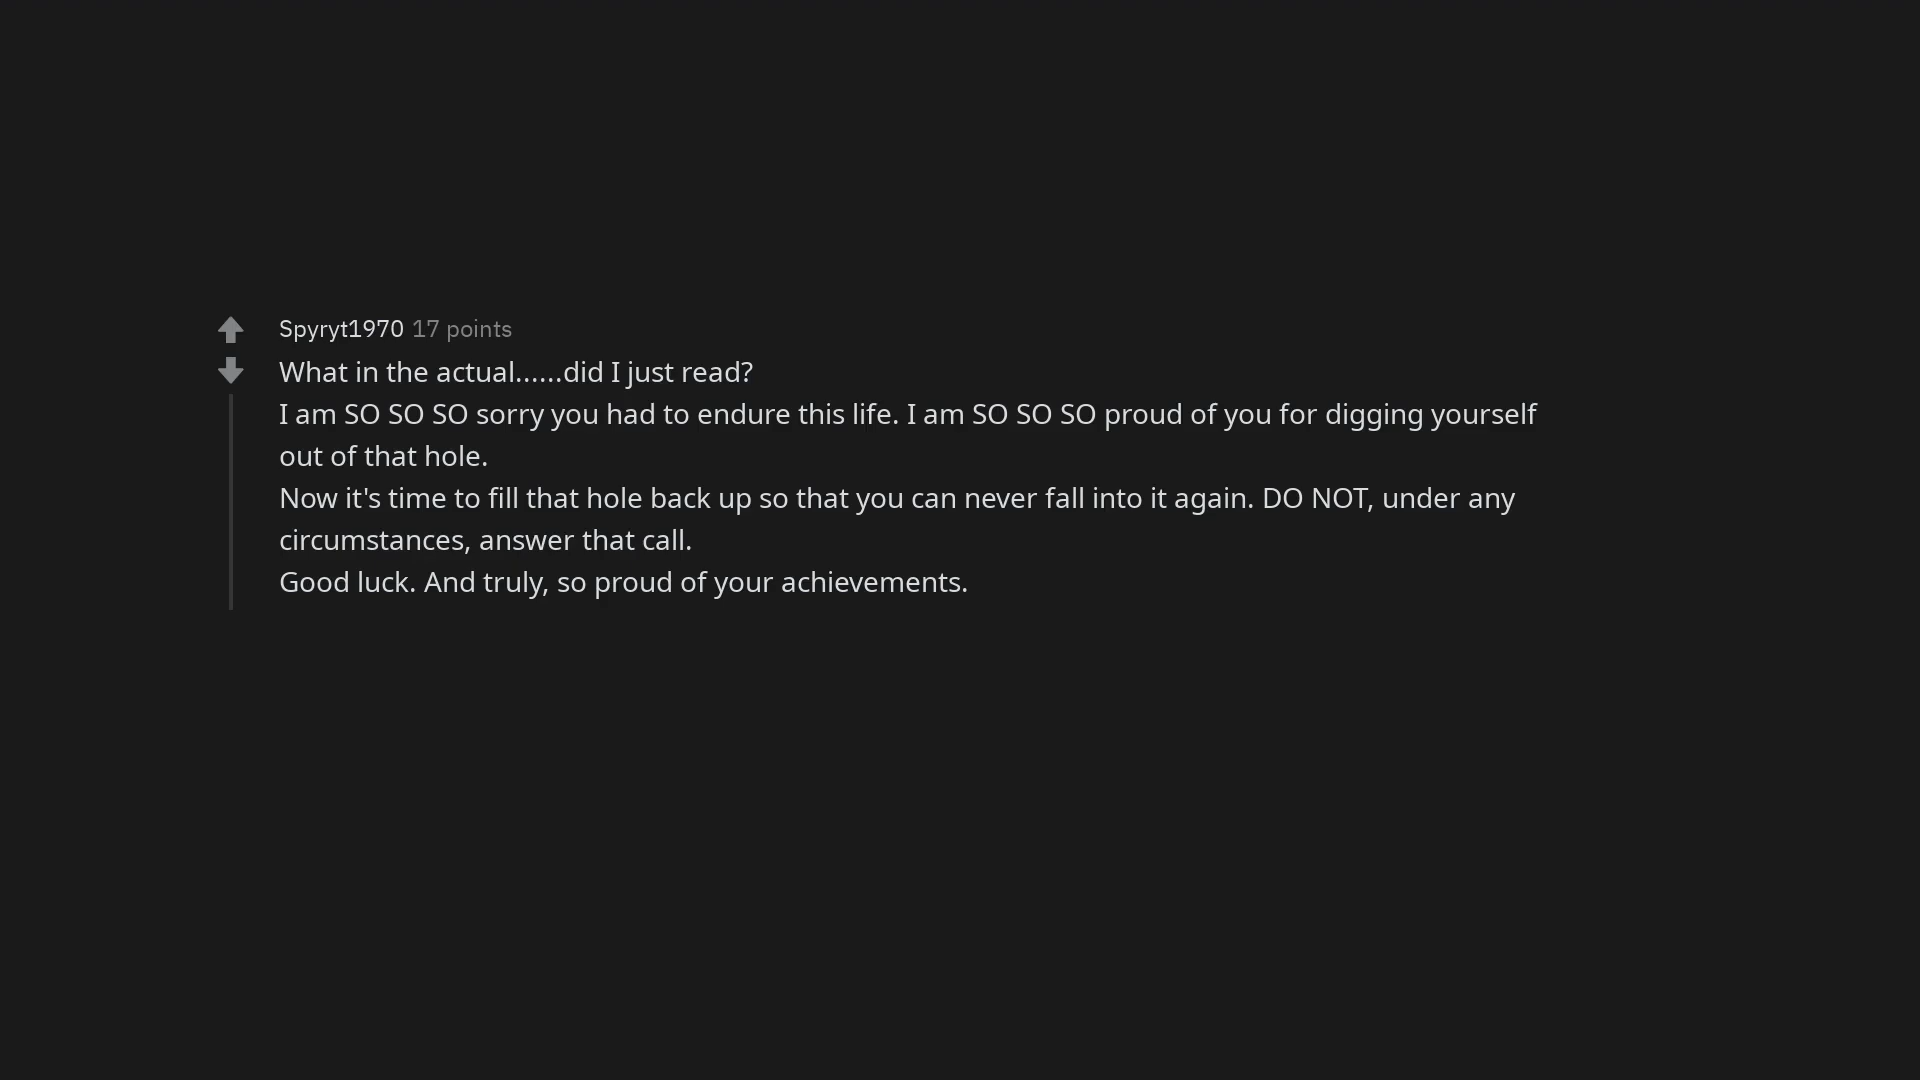 Spyryt1970 17 points
What in the actual......did I just read?
I am SO SO SO sorry you had to endure this life. I am SO SO SO proud of you for digging yourself
out of that hole.
Now it's time to fill that hole back up so that you can never fall into it again. DO NOT, under any
circumstances, answer that call.
Good luck. And truly, so proud of your achievements.